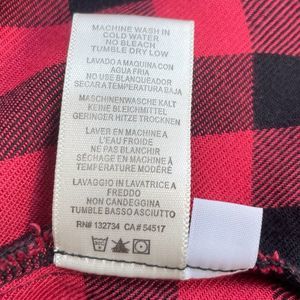 MACHINE WASH IN
COLD WATER
NO BLEACH
TUMBLE DRY LOW
LAVADO A MAQUINA CON
AGUA FRIA
NO USE BLANQUEADOR
SECAR A TEMPERATURA BAJA
MASCHINENWASCHE KALT
KEINE BLEICHMITTEL
GERINGER HITZE TROCKNEN
LAVER EN MACHINE A
L'EAU FROIDE
NE PAS BLANCHIR
SÉCHAGE EN MACHINE À
TEMPÉRATURE MODÉRÉ
LAVAGGIO IN LAVATRICE A
FREDDO
NON CANDEGGINA
TUMBLE BASSO ASCIUTTO
RN# 132734 CA# 54517